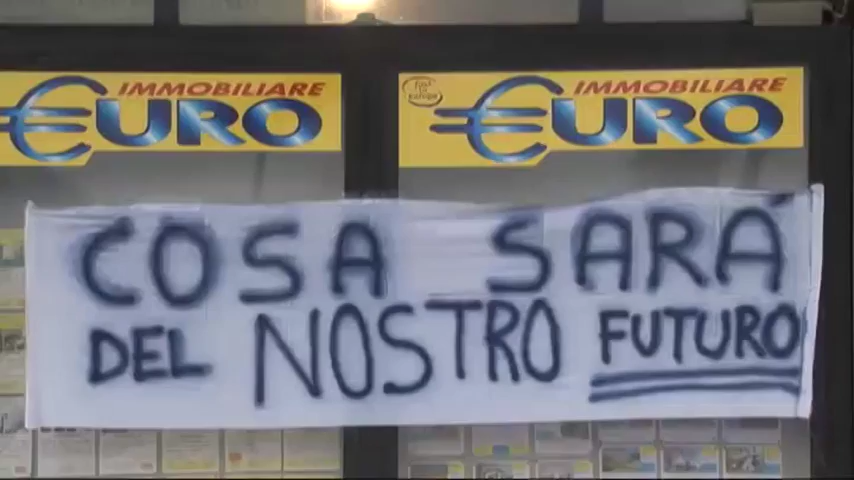 IMMOBILIARE
€URO
IMMOBILIARE
€URO
COSA SARÁ
DEL NOSTRO FUTURO